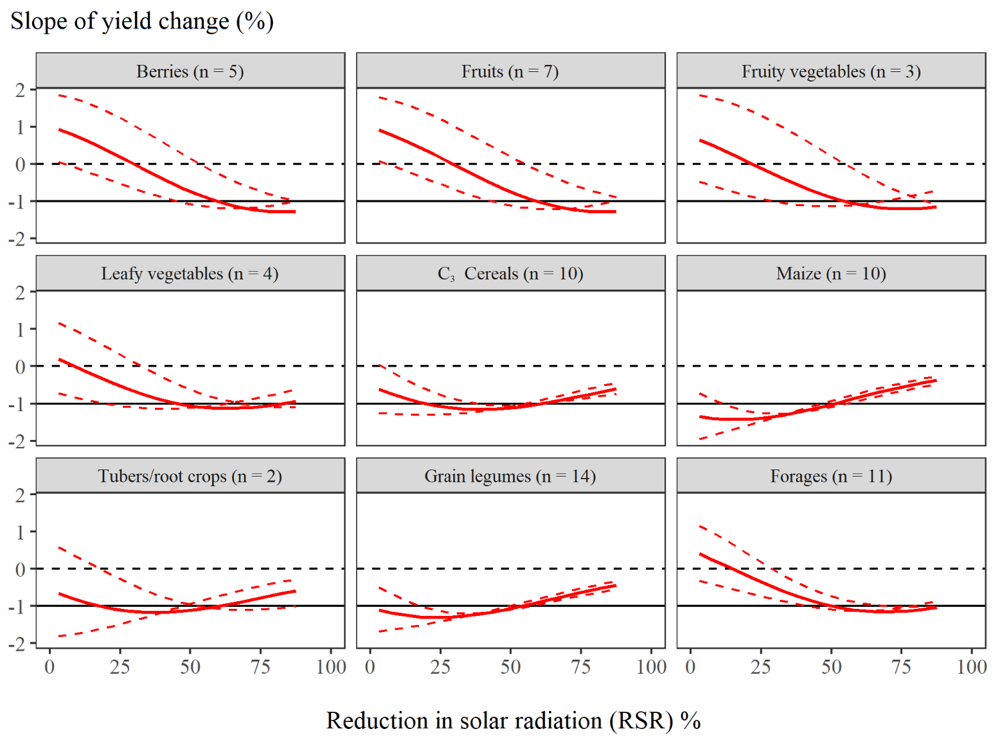 Slope of yield change (%)
Berries (n = 5)
Fruits (n = 7)
Fruity vegetables (n = 3)
2
1
0
-1
-2
Leafy vegetables (n = 4)
C₃ Cereals (n = 10)
Maize (n = 10)
2
1
0
-1
-2
Tubers/root crops (n = 2)
Grain legumes (n = 14)
Forages (n = 11)
2
1
0
-1
-2
0 25 50 75 100 0 25 50 75 100 0 25 50 75 100
Reduction in solar radiation (RSR) %